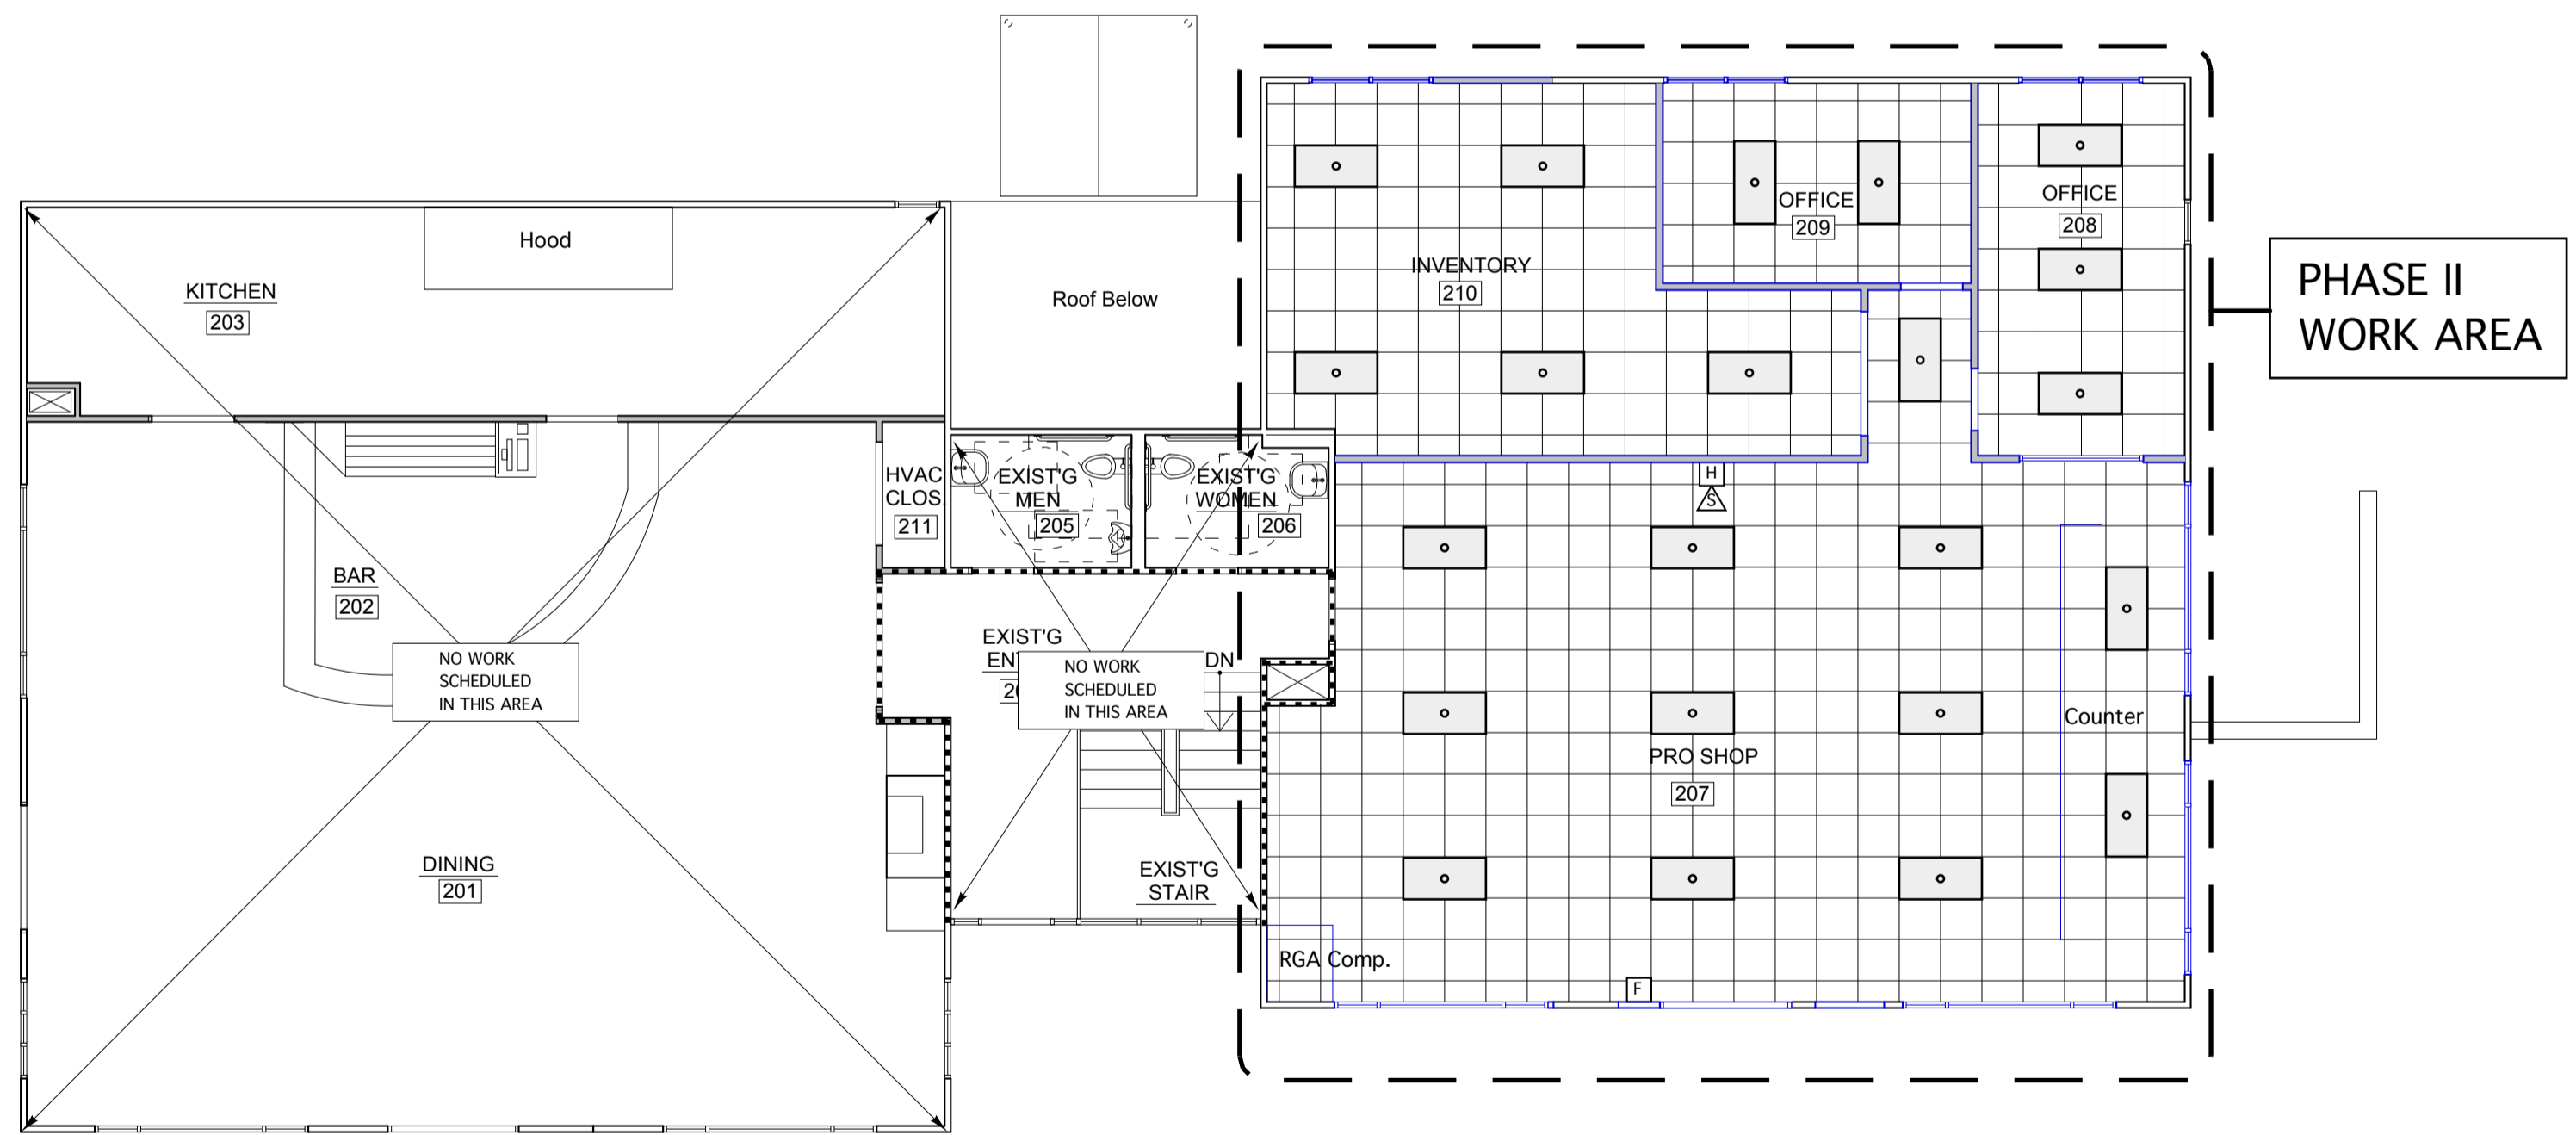 Hood
KITCHEN
203
Roof Below
INVENTORY
210
OFFICE
209
OFFICE
208
PHASE II
WORK AREA
HVAC
CLOS
211
EXIST'G
MEN
205
EXIST'G
WOMEN
206
H
S
BAR
202
NO WORK
SCHEDULED
IN THIS AREA
EXIST'G
NO WORK
SCHEDULED
IN THIS AREA
DN
PRO SHOP
207
Counter
DINING
201
EXIST'G
STAIR
RGA Comp.
F